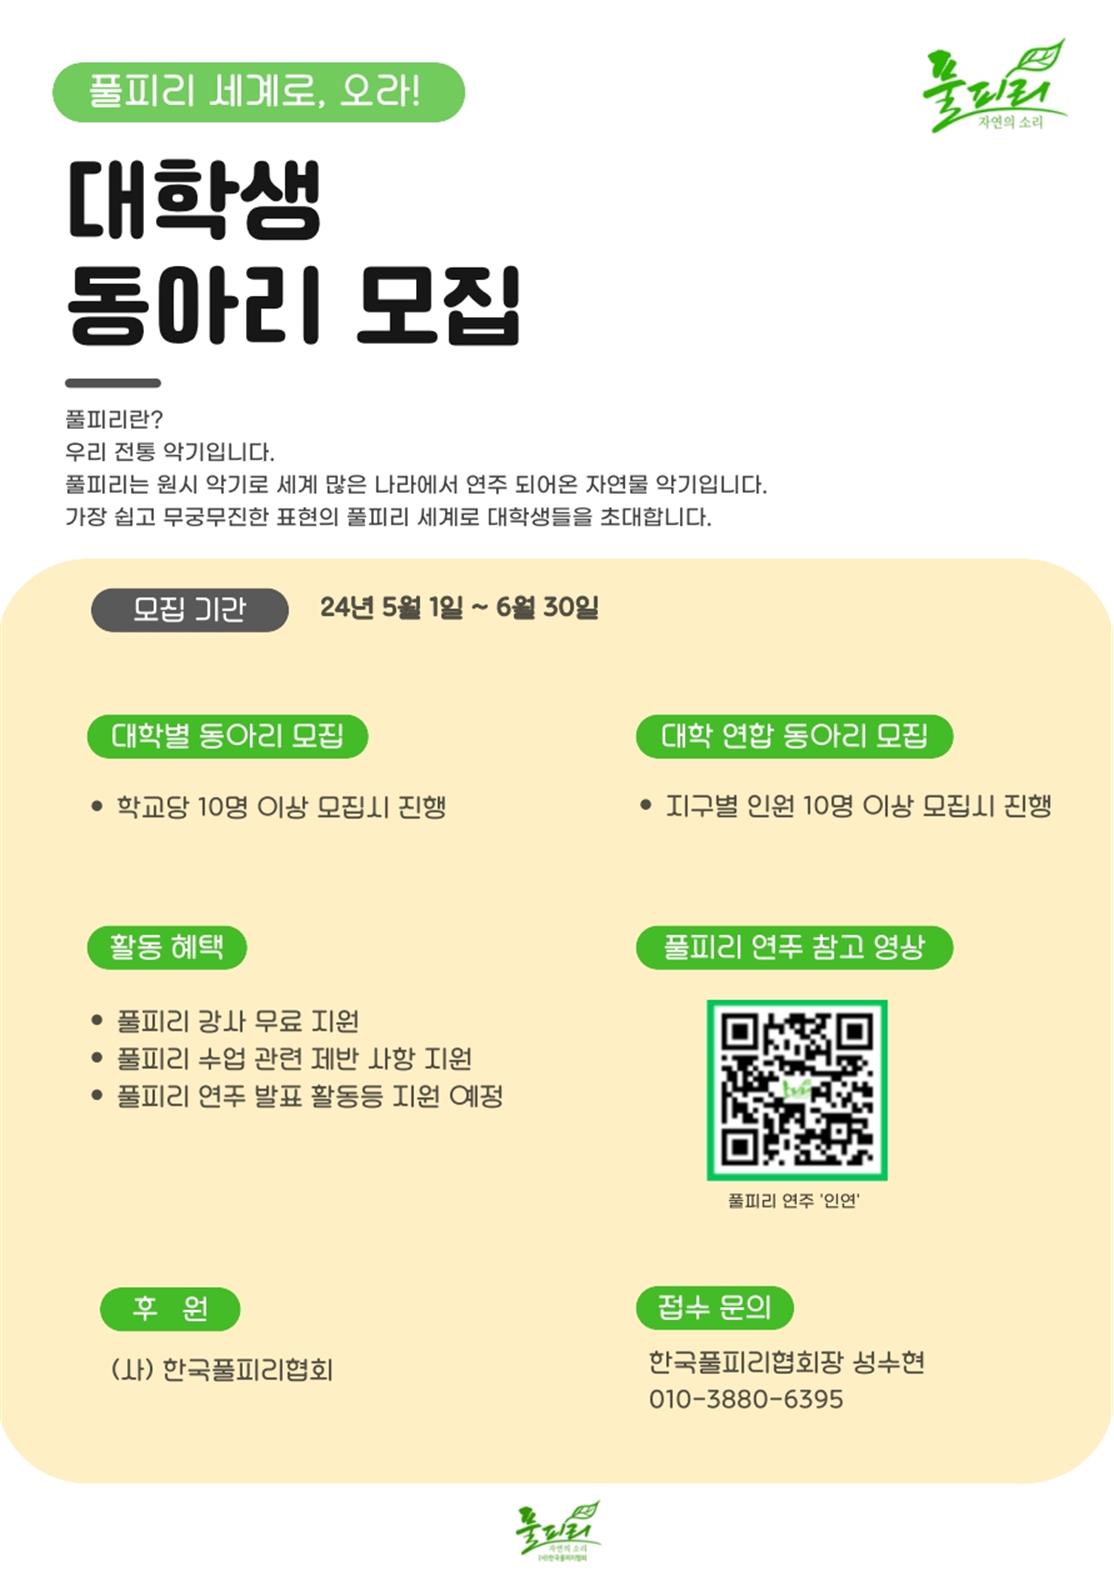 풀피리 세계로, 오라!
풀피리
자연의 소리
대학생
동아리 모집
풀피리란?
우리 전통 악기입니다.
풀피리는 원시 악기로 세계 많은 나라에서 연주 되어온 자연물 악기입니다.
가장 쉽고 무궁무진한 표현의 풀피리 세계로 대학생들을 초대합니다.
모집 기간
24년 5월 1일 ~ 6월 30일
대학별 동아리 모집
• 학교당 10명 이상 모집시 진행
대학 연합 동아리 모집
• 지구별 인원 10명 이상 모집시 진행
활동 혜택
• 풀피리 강사 무료 지원
• 풀피리 수업 관련 제반 사항 지원
• 풀피리 연주 발표 활동등 지원 예정
풀피리 연주 참고 영상
풀피리 연주 '인연'
후 원
(사) 한국풀피리협회
접수 문의
한국풀피리협회장 성수현
010-3880-6395
풀피리
자연의 소리
(사)한국풀피리협회